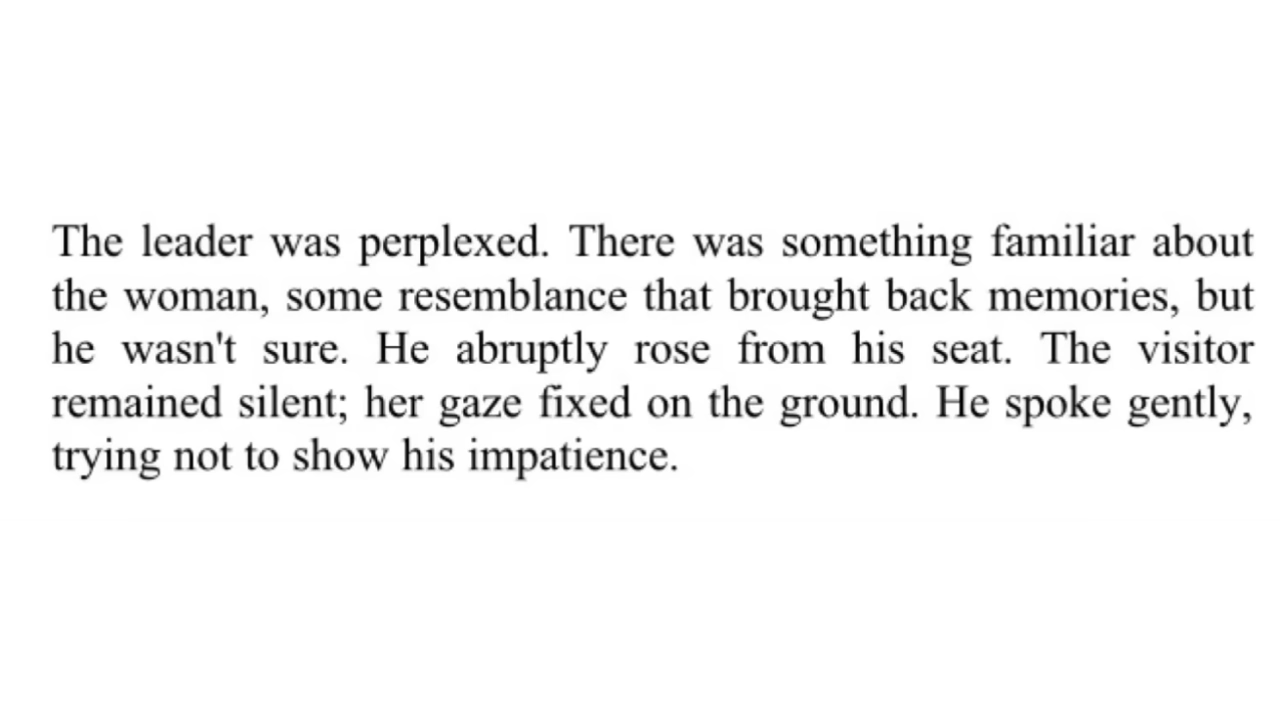 The leader was perplexed. There was something familiar about
the woman, some resemblance that brought back memories, but
he wasn't sure. He abruptly rose from his seat. The visitor
remained silent; her gaze fixed on the ground. He spoke gently,
trying not to show his impatience.